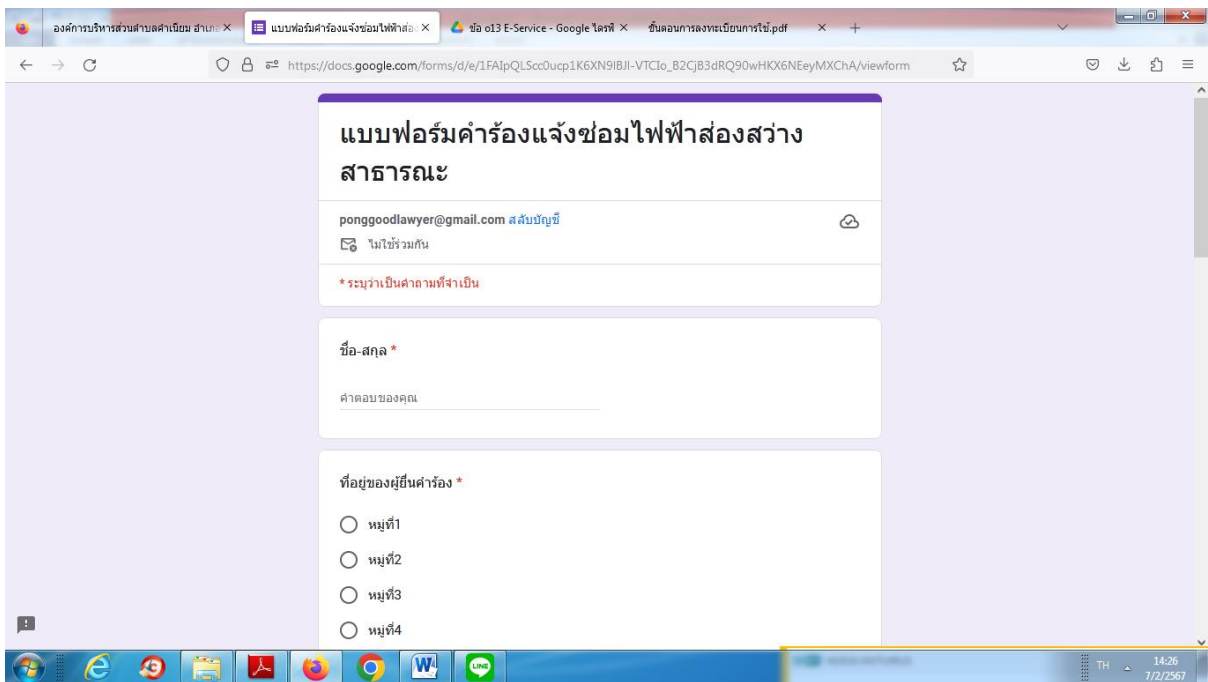 องค์การบริหารส่วนตำบลดำเนียม อำเภ
แบบฟอร์มคำร้องแจ้งซ่อมไฟฟ้าส่อง
ข้อ o13 E-Service - Google ไดรฟ์
ขั้นตอนการลงทะเบียนการใช้.pdf
https://docs.google.com/forms/d/e/1FAIpQLScc0ucp1K6XN9IBJI-VTCIo_B2CjB3dRQ90wHKX6NEeyMXChA/viewform
แบบฟอร์มคำร้องแจ้งซ่อมไฟฟ้าส่องสว่าง
สาธารณะ
ponggoodlawyer@gmail.com สลับบัญชี
ไม่ใช้ร่วมกัน
* ระบุว่าเป็นคำถามที่จำเป็น
ชื่อ-สกุล *
คำตอบของคุณ
ที่อยู่ของผู้ยื่นคำร้อง *
หมู่ที่1
หมู่ที่2
หมู่ที่3
หมู่ที่4
LINE
TH
14:26
7/2/2567